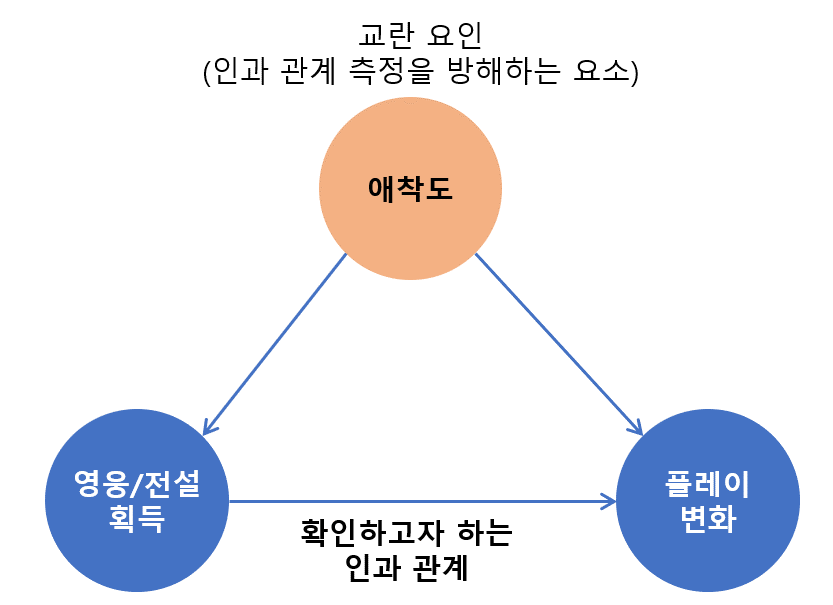 교란 요인
(인과 관계 측정을 방해하는 요소)
애착도
영웅/전설
획득
플레이
변화
확인하고자 하는
인과 관계